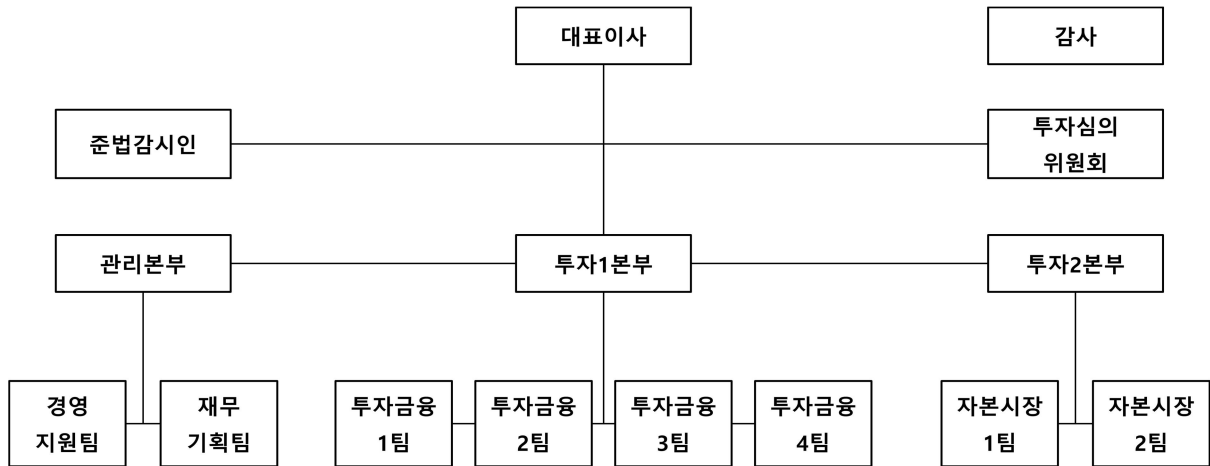 대표이사
감사
준법감시인
투자심의
위원회
관리본부
투자1본부
투자2본부
경영
지원팀
재무
기획팀
투자금융
1팀
투자금융
2팀
투자금융
3팀
투자금융
4팀
자본시장
1팀
자본시장
2팀